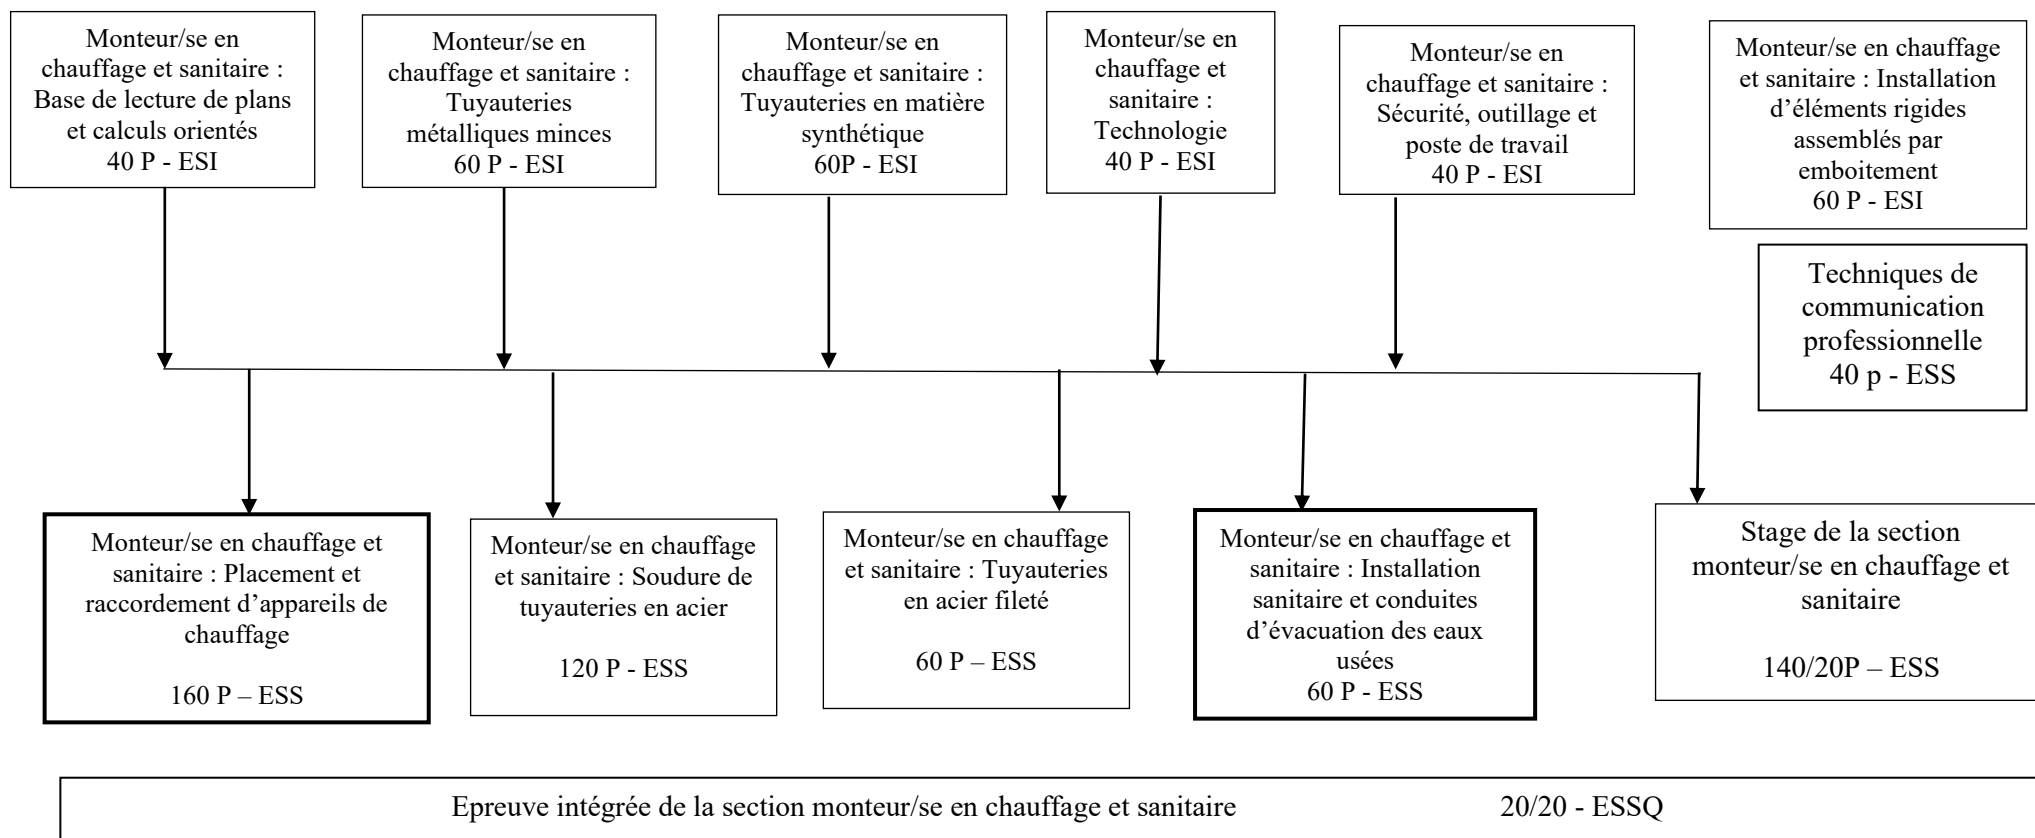 Monteur/se en
chauffage et sanitaire :
Base de lecture de plans
et calculs orientés
40 P - ESI
Monteur/se en
chauffage et sanitaire :
Tuyauteries
métalliques minces
60 P - ESI
Monteur/se en
chauffage et sanitaire :
Tuyauteries en matière
synthétique
60P - ESI
Monteur/se en
chauffage et
sanitaire :
Technologie
40 P - ESI
Monteur/se en
chauffage et sanitaire :
Sécurité, outillage et
poste de travail
40 P - ESI
Monteur/se en chauffage
et sanitaire : Installation
d’éléments rigides
assemblés par
emboitement
60 P - ESI
Techniques de
communication
professionnelle
40 p - ESS
Monteur/se en chauffage et
sanitaire : Placement et
raccordement d’appareils de
chauffage
160 P – ESS
Monteur/se en chauffage
et sanitaire : Soudure de
tuyauteries en acier
120 P - ESS
Monteur/se en chauffage
et sanitaire : Tuyauteries
en acier fileté
60 P – ESS
Monteur/se en chauffage et
sanitaire : Installation
sanitaire et conduites
d’évacuation des eaux
usées
60 P - ESS
Stage de la section
monteur/se en chauffage et
sanitaire
140/20P – ESS
Epreuve intégrée de la section monteur/se en chauffage et sanitaire 20/20 - ESSQ